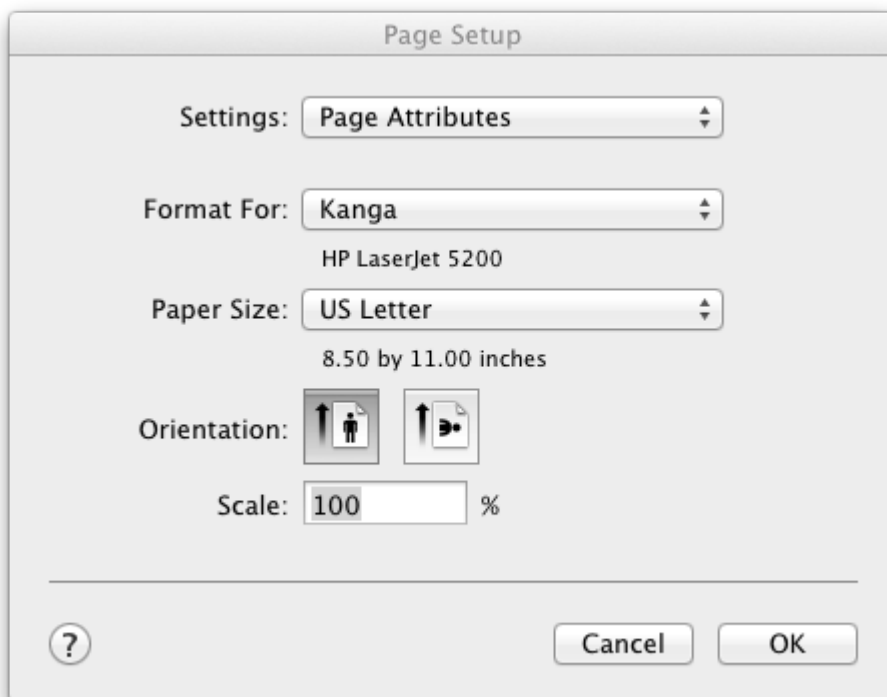 Page Setup
Settings: Page Attributes
Format For: Kanga
HP LaserJet 5200
Paper Size: US Letter
8.50 by 11.00 inches
Orientation:
Scale: 100 %
? Cancel OK